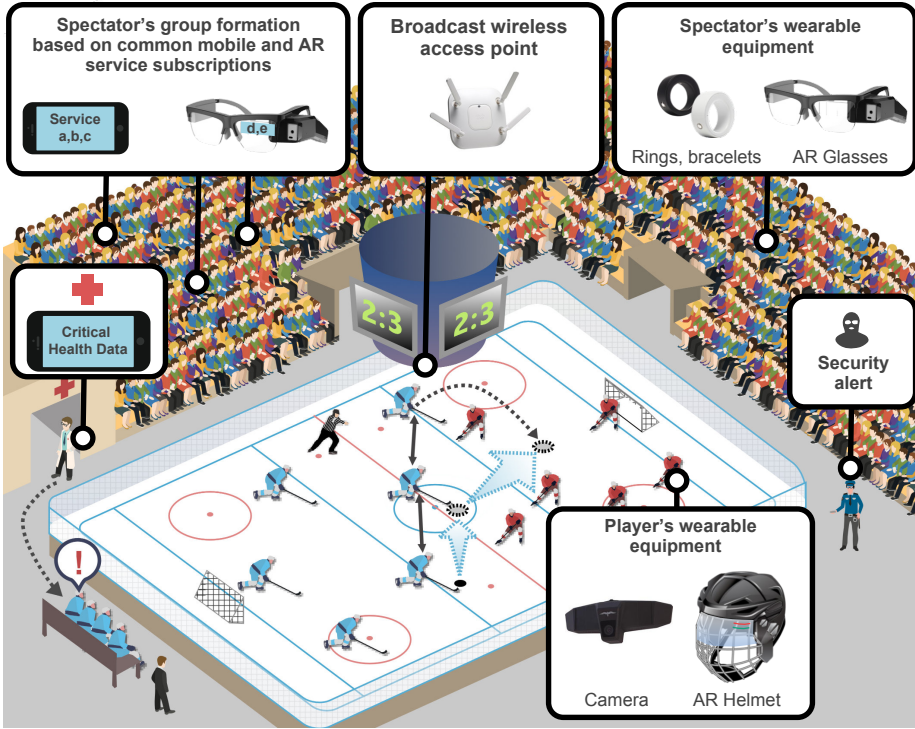 Spectator's group formation
based on common mobile and AR
service subscriptions
Service
a,b,c
d,e
Broadcast wireless
access point
Spectator's wearable
equipment
Rings, bracelets
AR Glasses
Critical
Health Data
2:3
2:3
Security
alert
!
Player's wearable
equipment
Camera
AR Helmet